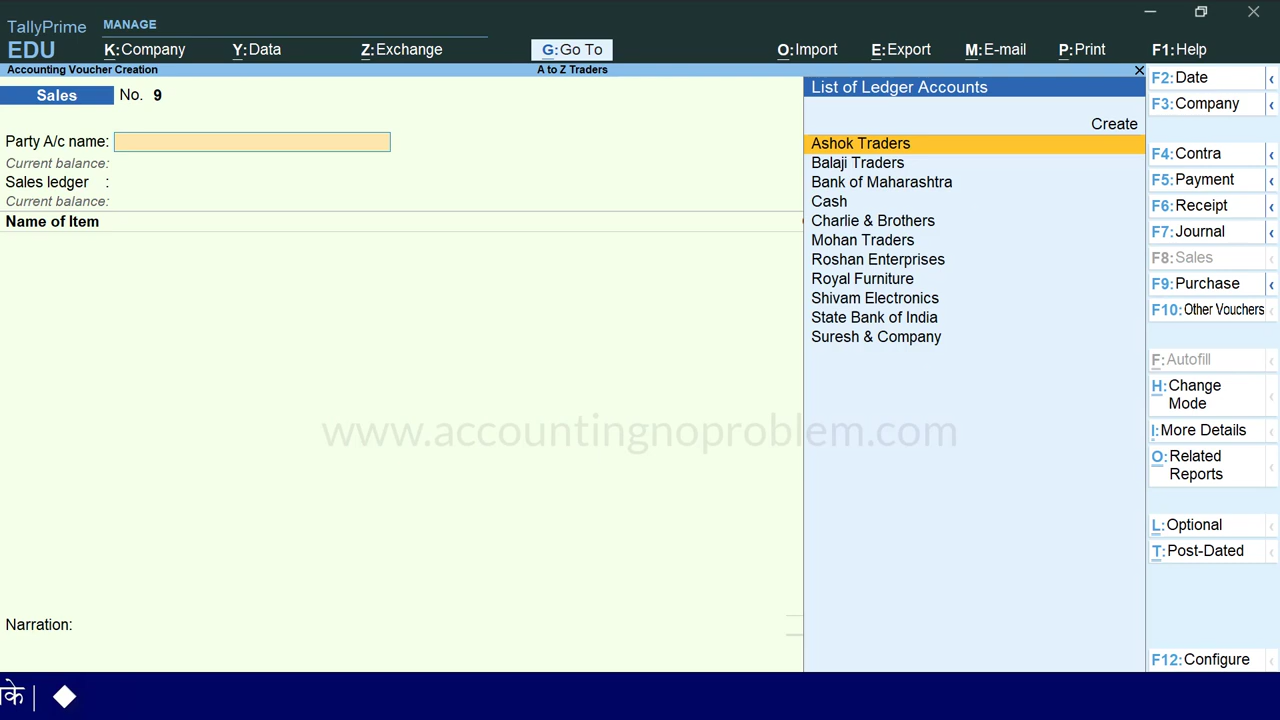 TallyPrime
EDU
MANAGE
K:Company Y:Data Z:Exchange G:Go To O:Import E:Export M:E-mail P:Print F1:Help
Accounting Voucher Creation A to Z Traders
Sales No. 9
Party A/c name:
Current balance:
Sales ledger :
Current balance:
Name of Item
List of Ledger Accounts
Create
Ashok Traders
Balaji Traders
Bank of Maharashtra
Cash
Charlie & Brothers
Mohan Traders
Roshan Enterprises
Royal Furniture
Shivam Electronics
State Bank of India
Suresh & Company
F2:Date
F3:Company
F4:Contra
F5:Payment
F6:Receipt
F7:Journal
F8:Sales
F9:Purchase
F10:Other Vouchers
F:Autofill
H:Change
Mode
I:More Details
O:Related
Reports
L:Optional
T:Post-Dated
F12:Configure
www.accountingnoproblem.com
Narration: